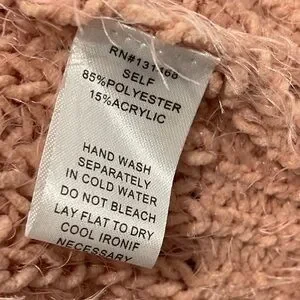 SELF
85%POLYESTER
15%ACRYLIC
HAND WASH
SEPARATELY
IN COLD WATER
DO NOT BLEACH
LAY FLAT TO DRY
COOL IRONIF
NECESSARY